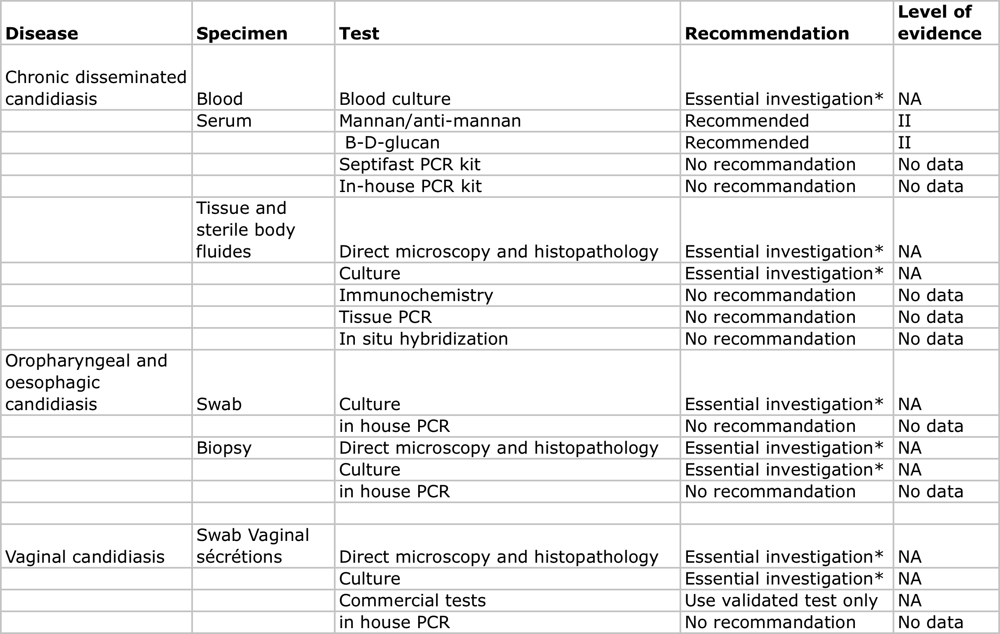 Disease Specimen Test Recommendation Level of evidence
Chronic disseminated candidiasis Blood Blood culture Essential investigation* NA
Serum Mannan/anti-mannan Recommended II
B-D-glucan Recommended II
Septifast PCR kit No recommandation No data
In-house PCR kit No recommandation No data
Tissue and sterile body fluides Direct microscopy and histopathology Essential investigation* NA
Culture Essential investigation* NA
Immunochemistry No recommandation No data
Tissue PCR No recommandation No data
In situ hybridization No recommandation No data
Oropharyngeal and oesophagic candidiasis Swab Culture Essential investigation* NA
in house PCR No recommandation No data
Biopsy Direct microscopy and histopathology Essential investigation* NA
Culture Essential investigation* NA
in house PCR No recommandation No data
Vaginal candidiasis Swab Vaginal sécrétions Direct microscopy and histopathology Essential investigation* NA
Culture Essential investigation* NA
Commercial tests Use validated test only NA
in house PCR No recommandation No data